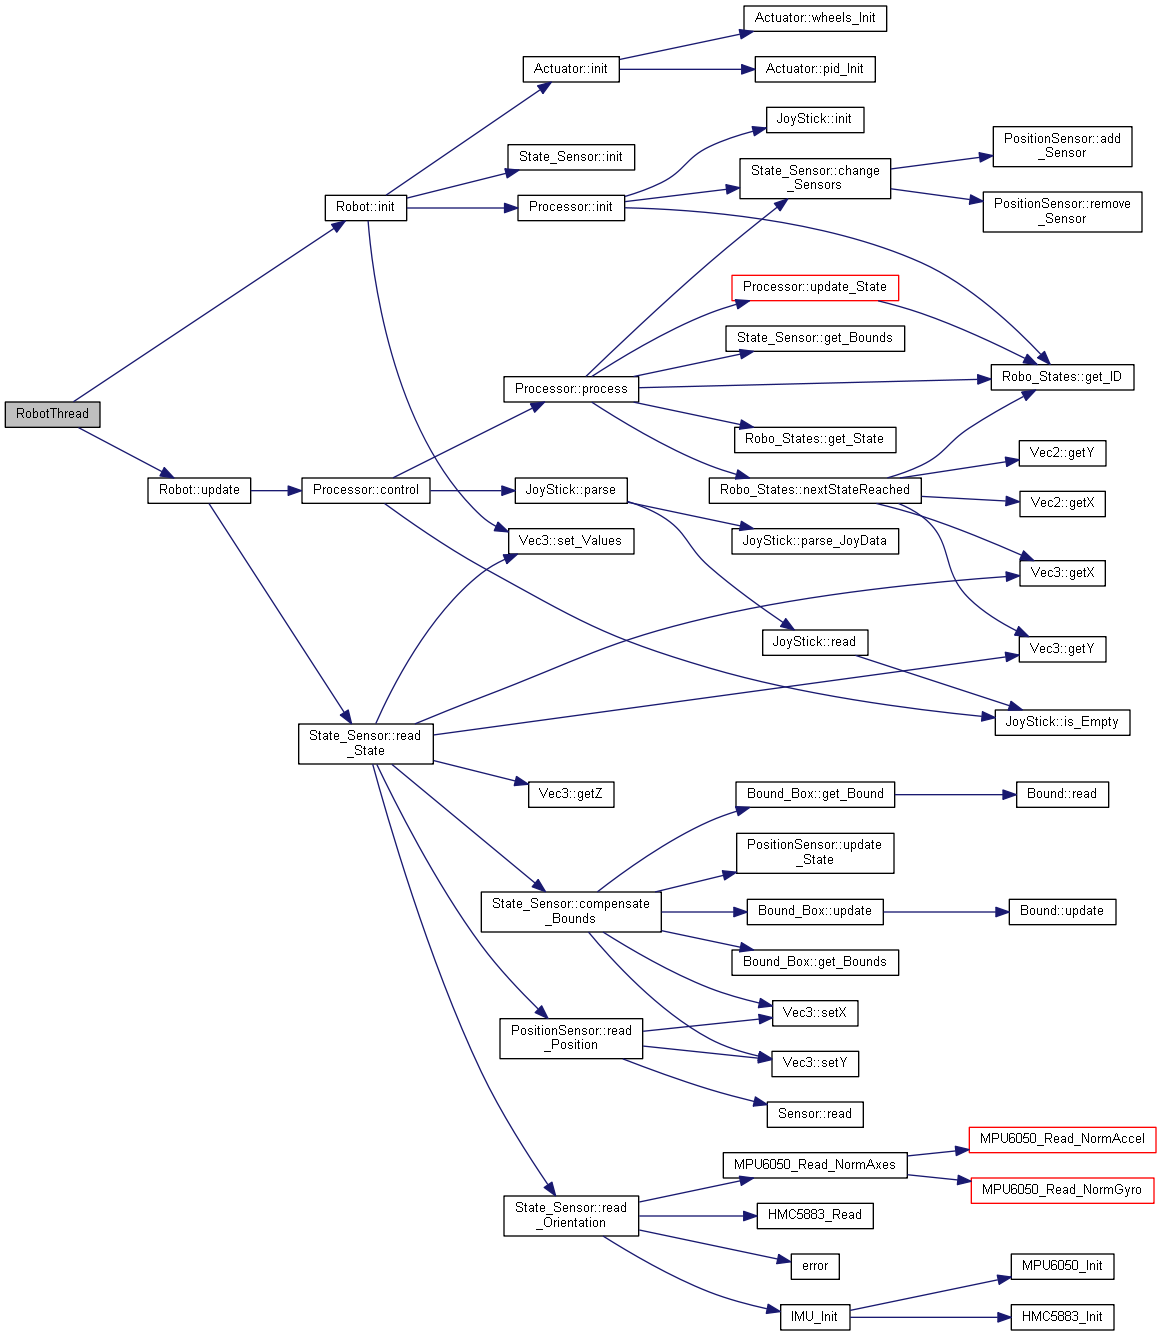 Actuator::wheels_Init
Actuator::init
Actuator::pid_Init
JoyStick::init
PositionSensor::add
_Sensor
State_Sensor::init
State_Sensor::change
_Sensors
Robot::init
Processor::init
PositionSensor::remove
_Sensor
Processor::update_State
State_Sensor::get_Bounds
Robo_States::get_ID
Processor::process
RobotThread
Robo_States::get_State
Vec2::getY
Robot::update
Processor::control
JoyStick::parse
Robo_States::nextStateReached
Vec2::getX
Vec3::set_Values
JoyStick::parse_JoyData
Vec3::getX
JoyStick::read
Vec3::getY
JoyStick::is_Empty
State_Sensor::read
_State
Vec3::getZ
Bound_Box::get_Bound
Bound::read
PositionSensor::update
_State
State_Sensor::compensate
_Bounds
Bound_Box::update
Bound::update
Bound_Box::get_Bounds
Vec3::setX
PositionSensor::read
_Position
Vec3::setY
Sensor::read
MPU6050_Read_NormAccel
MPU6050_Read_NormAxes
MPU6050_Read_NormGyro
State_Sensor::read
_Orientation
HMC5883_Read
error
MPU6050_Init
IMU_Init
HMC5883_Init